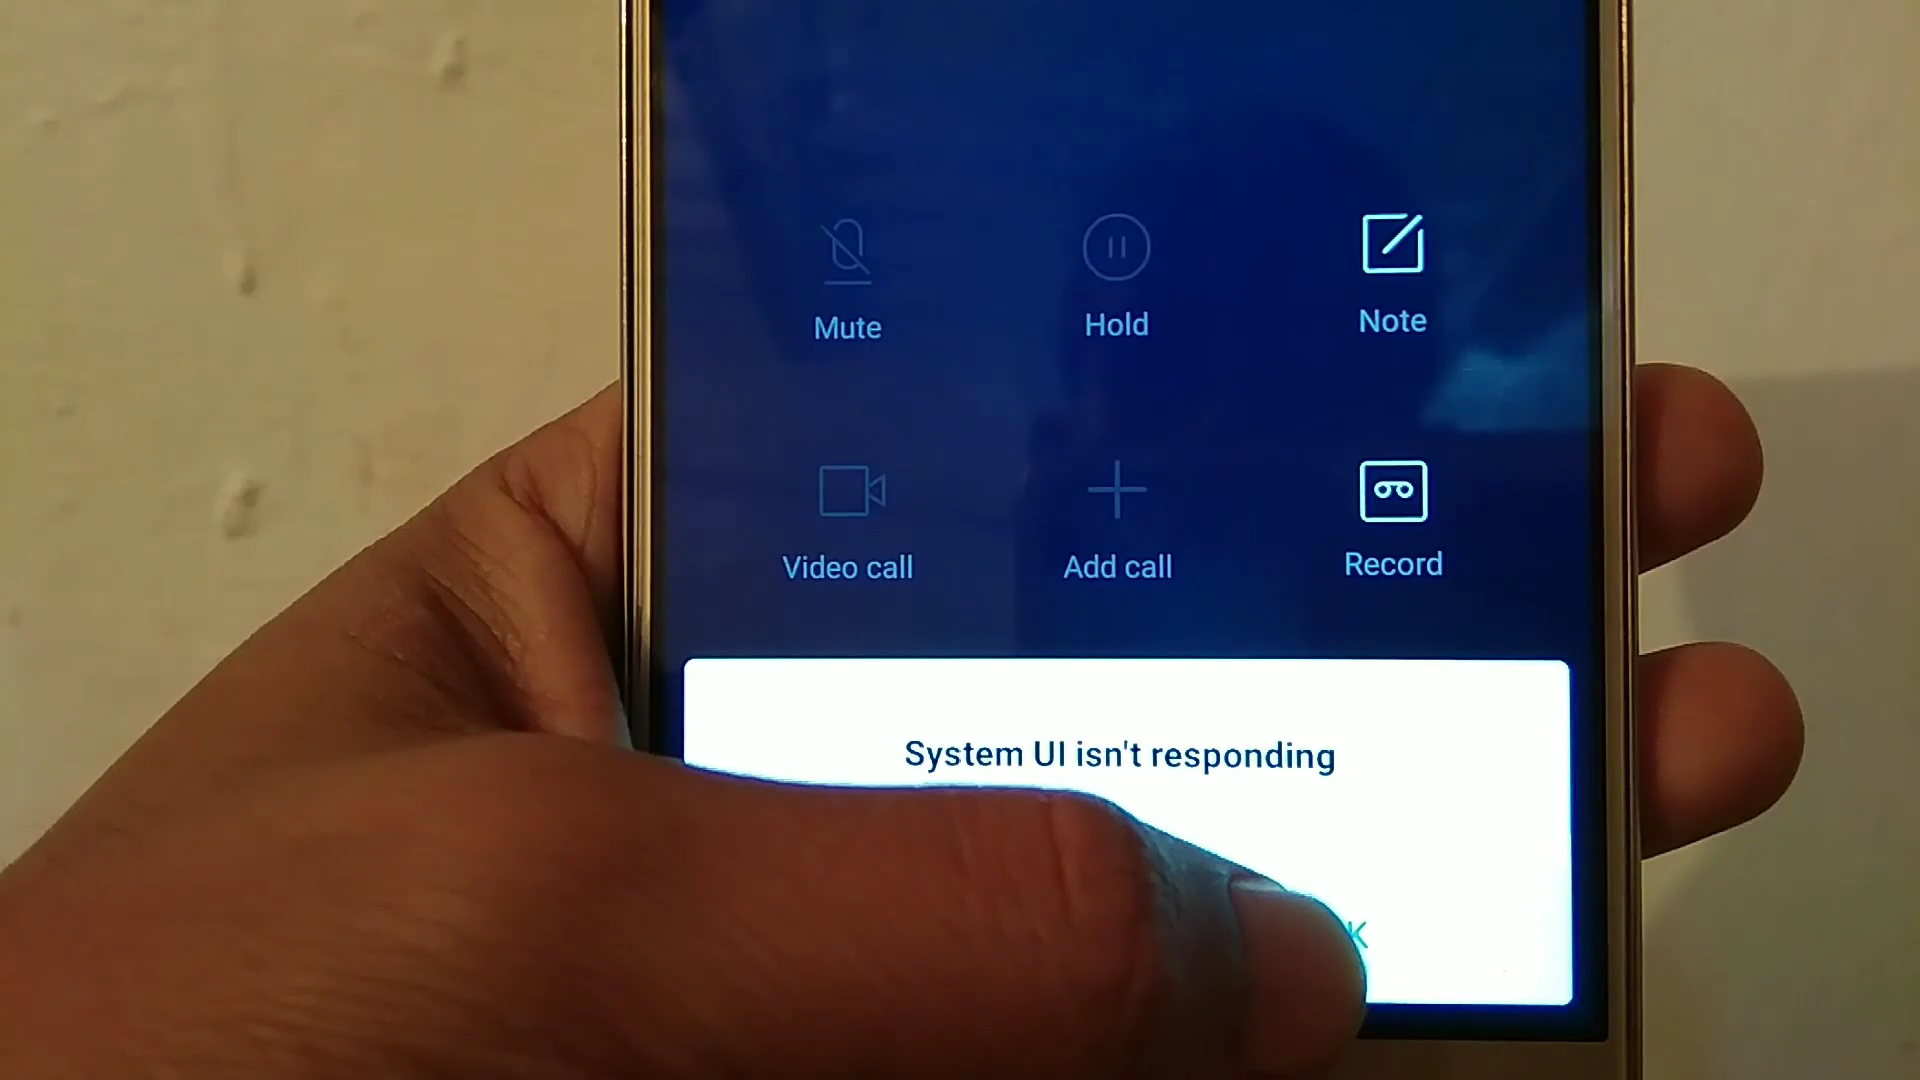 Mute Hold Note
Video call Add call Record
System UI isn't responding
K